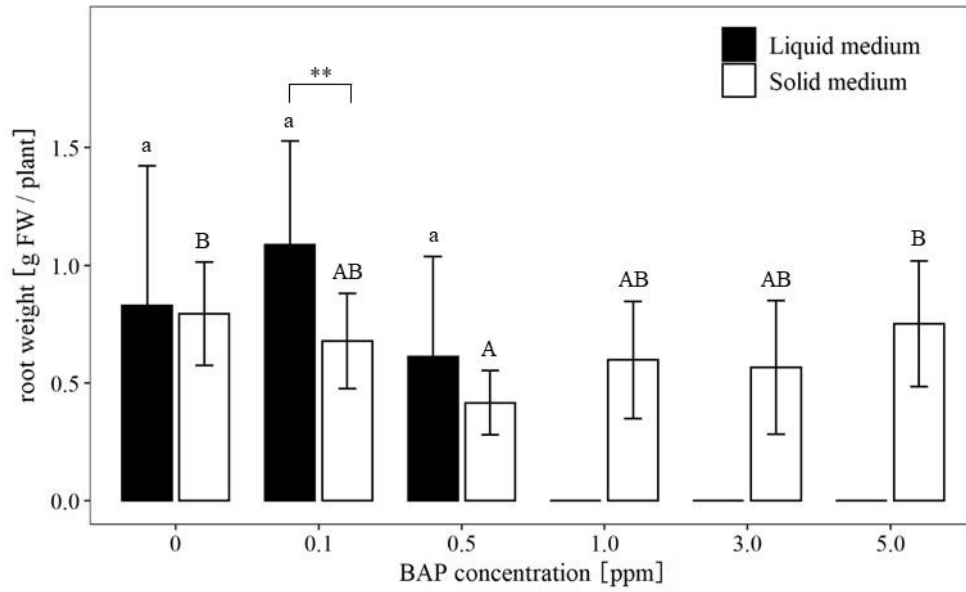 Liquid medium
Solid medium
**
a
a
a
B
AB
A
AB
AB
B
1.5
1.0
0.5
0.0
root weight [g FW / plant]
0
0.1
0.5
1.0
3.0
5.0
BAP concentration [ppm]